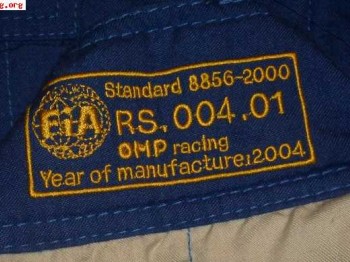 g.org
Standard 8856-2000
FIA
RS.004.01
OMP racing
Year of manufacture:2004